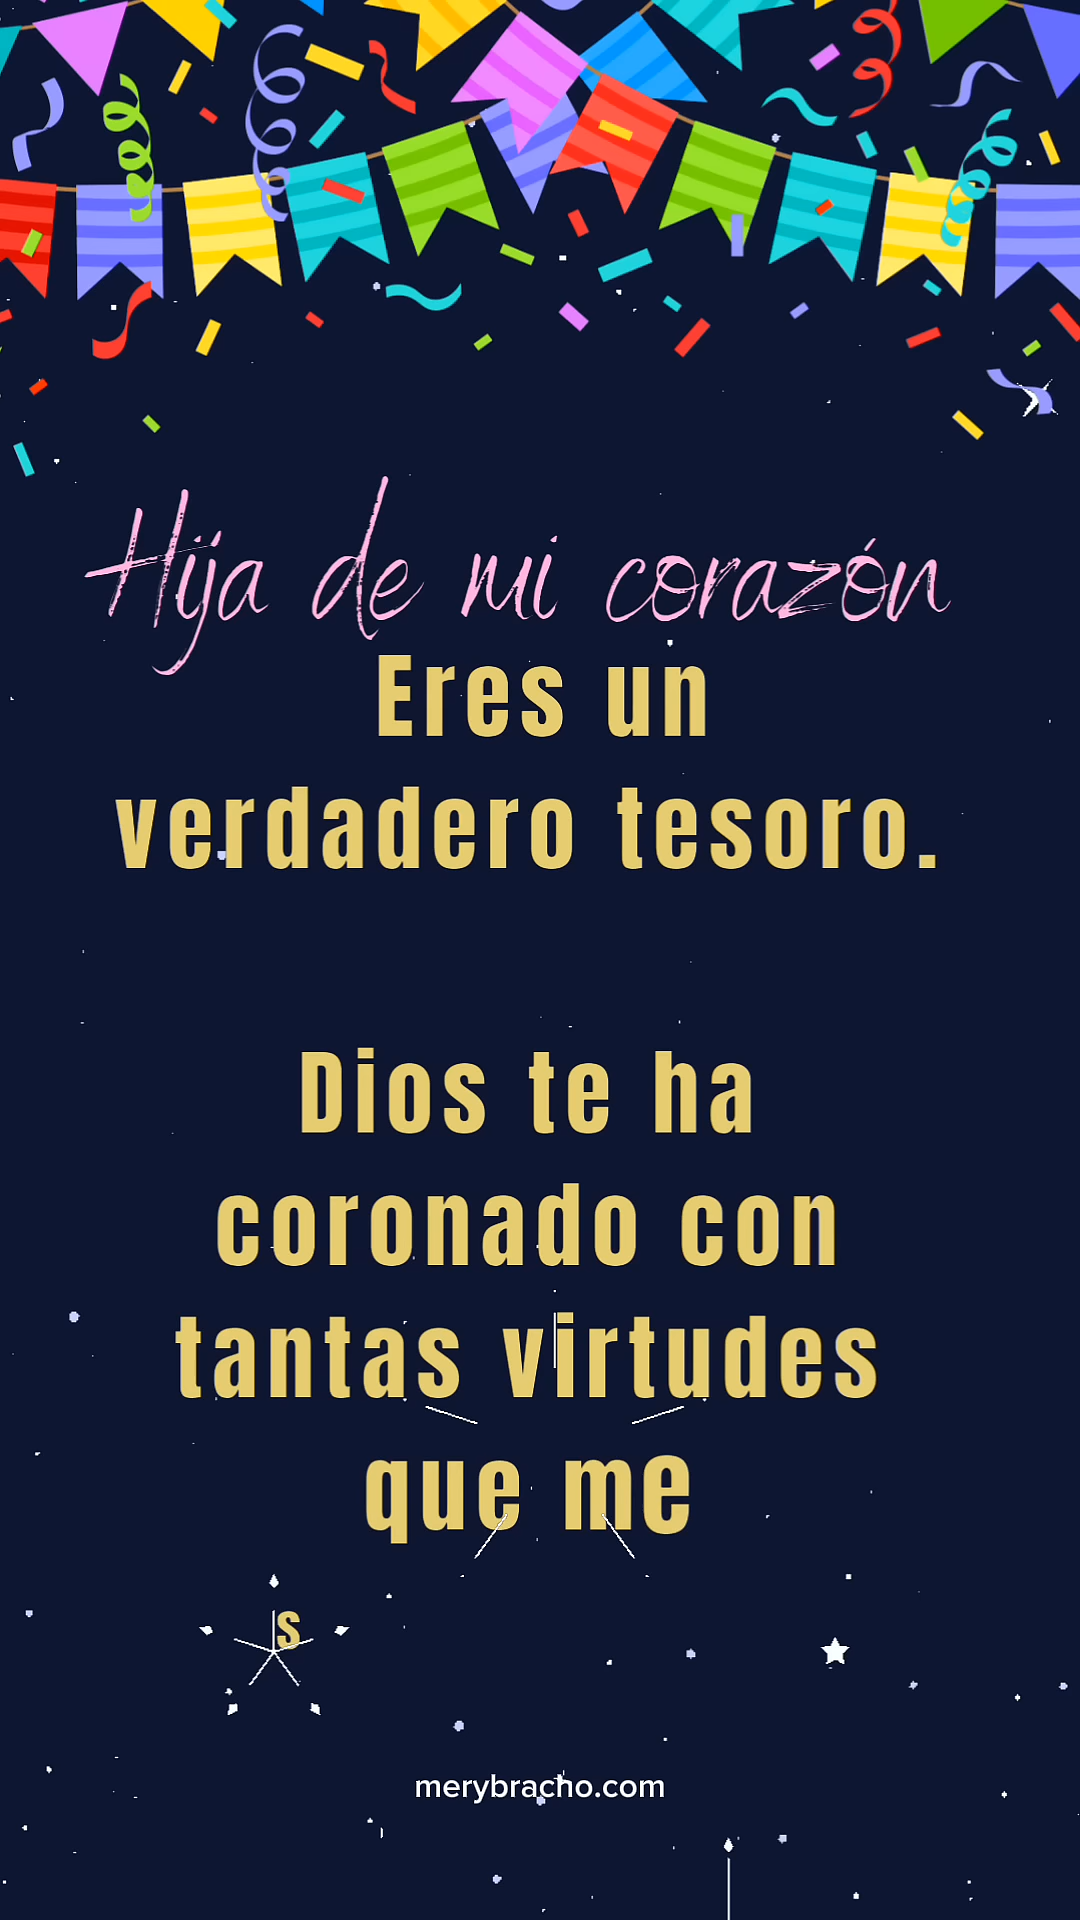 Hija de mi corazón
Eres un
verdadero tesoro.
Dios te ha
coronado con
tantas virtudes
que me
s
merybracho.com